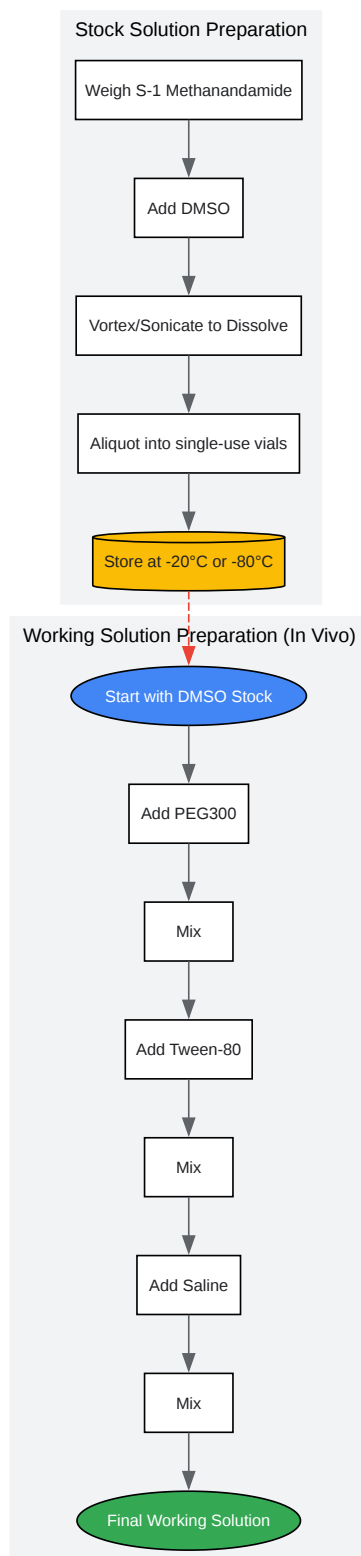 Stock Solution Preparation
Weigh S-1 Methanandamide
Add DMSO
Vortex/Sonicate to Dissolve
Aliquot into single-use vials
Store at -20°C or -80°C
Working Solution Preparation (In Vivo)
Start with DMSO Stock
Add PEG300
Mix
Add Tween-80
Mix
Add Saline
Mix
Final Working Solution